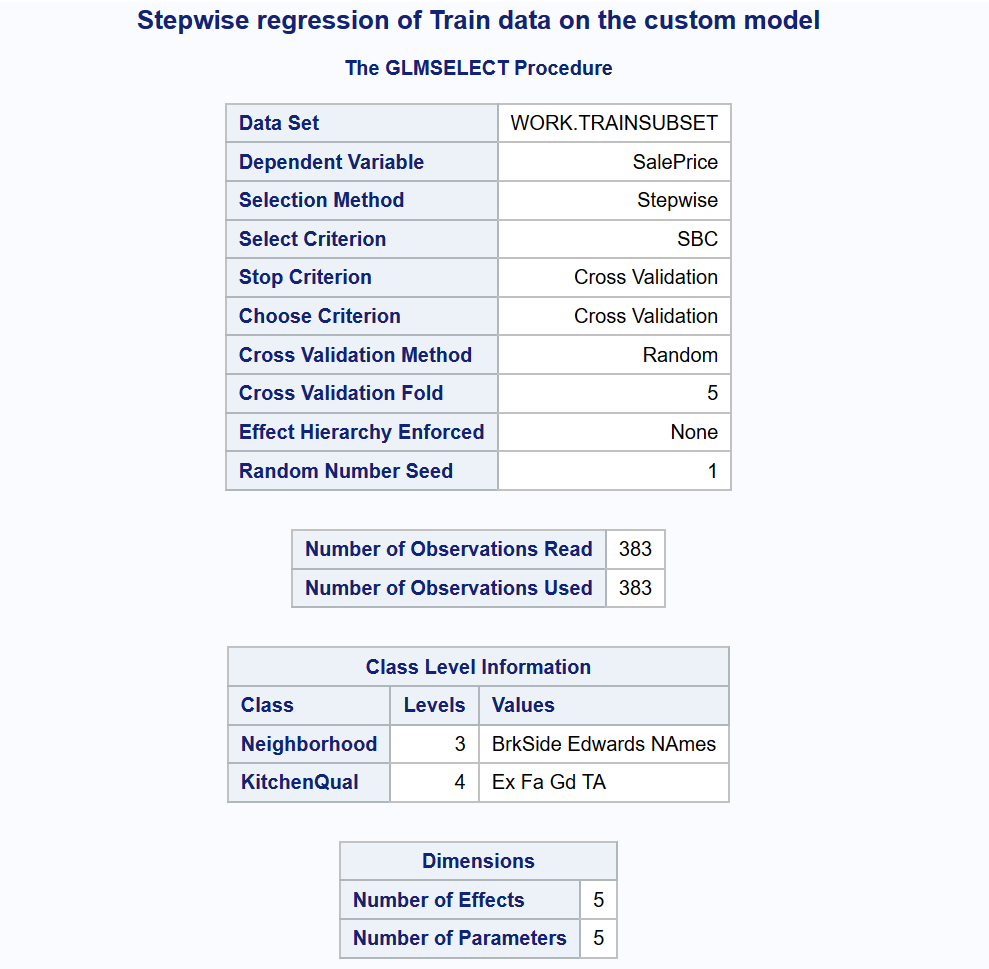 Stepwise regression of Train data on the custom model
The GLMSELECT Procedure
Data Set WORK.TRAINSUBSET
Dependent Variable SalePrice
Selection Method Stepwise
Select Criterion SBC
Stop Criterion Cross Validation
Choose Criterion Cross Validation
Cross Validation Method Random
Cross Validation Fold 5
Effect Hierarchy Enforced None
Random Number Seed 1
Number of Observations Read 383
Number of Observations Used 383
Class Level Information
Class Levels Values
Neighborhood 3 BrkSide Edwards NAmes
KitchenQual 4 Ex Fa Gd TA
Dimensions
Number of Effects 5
Number of Parameters 5